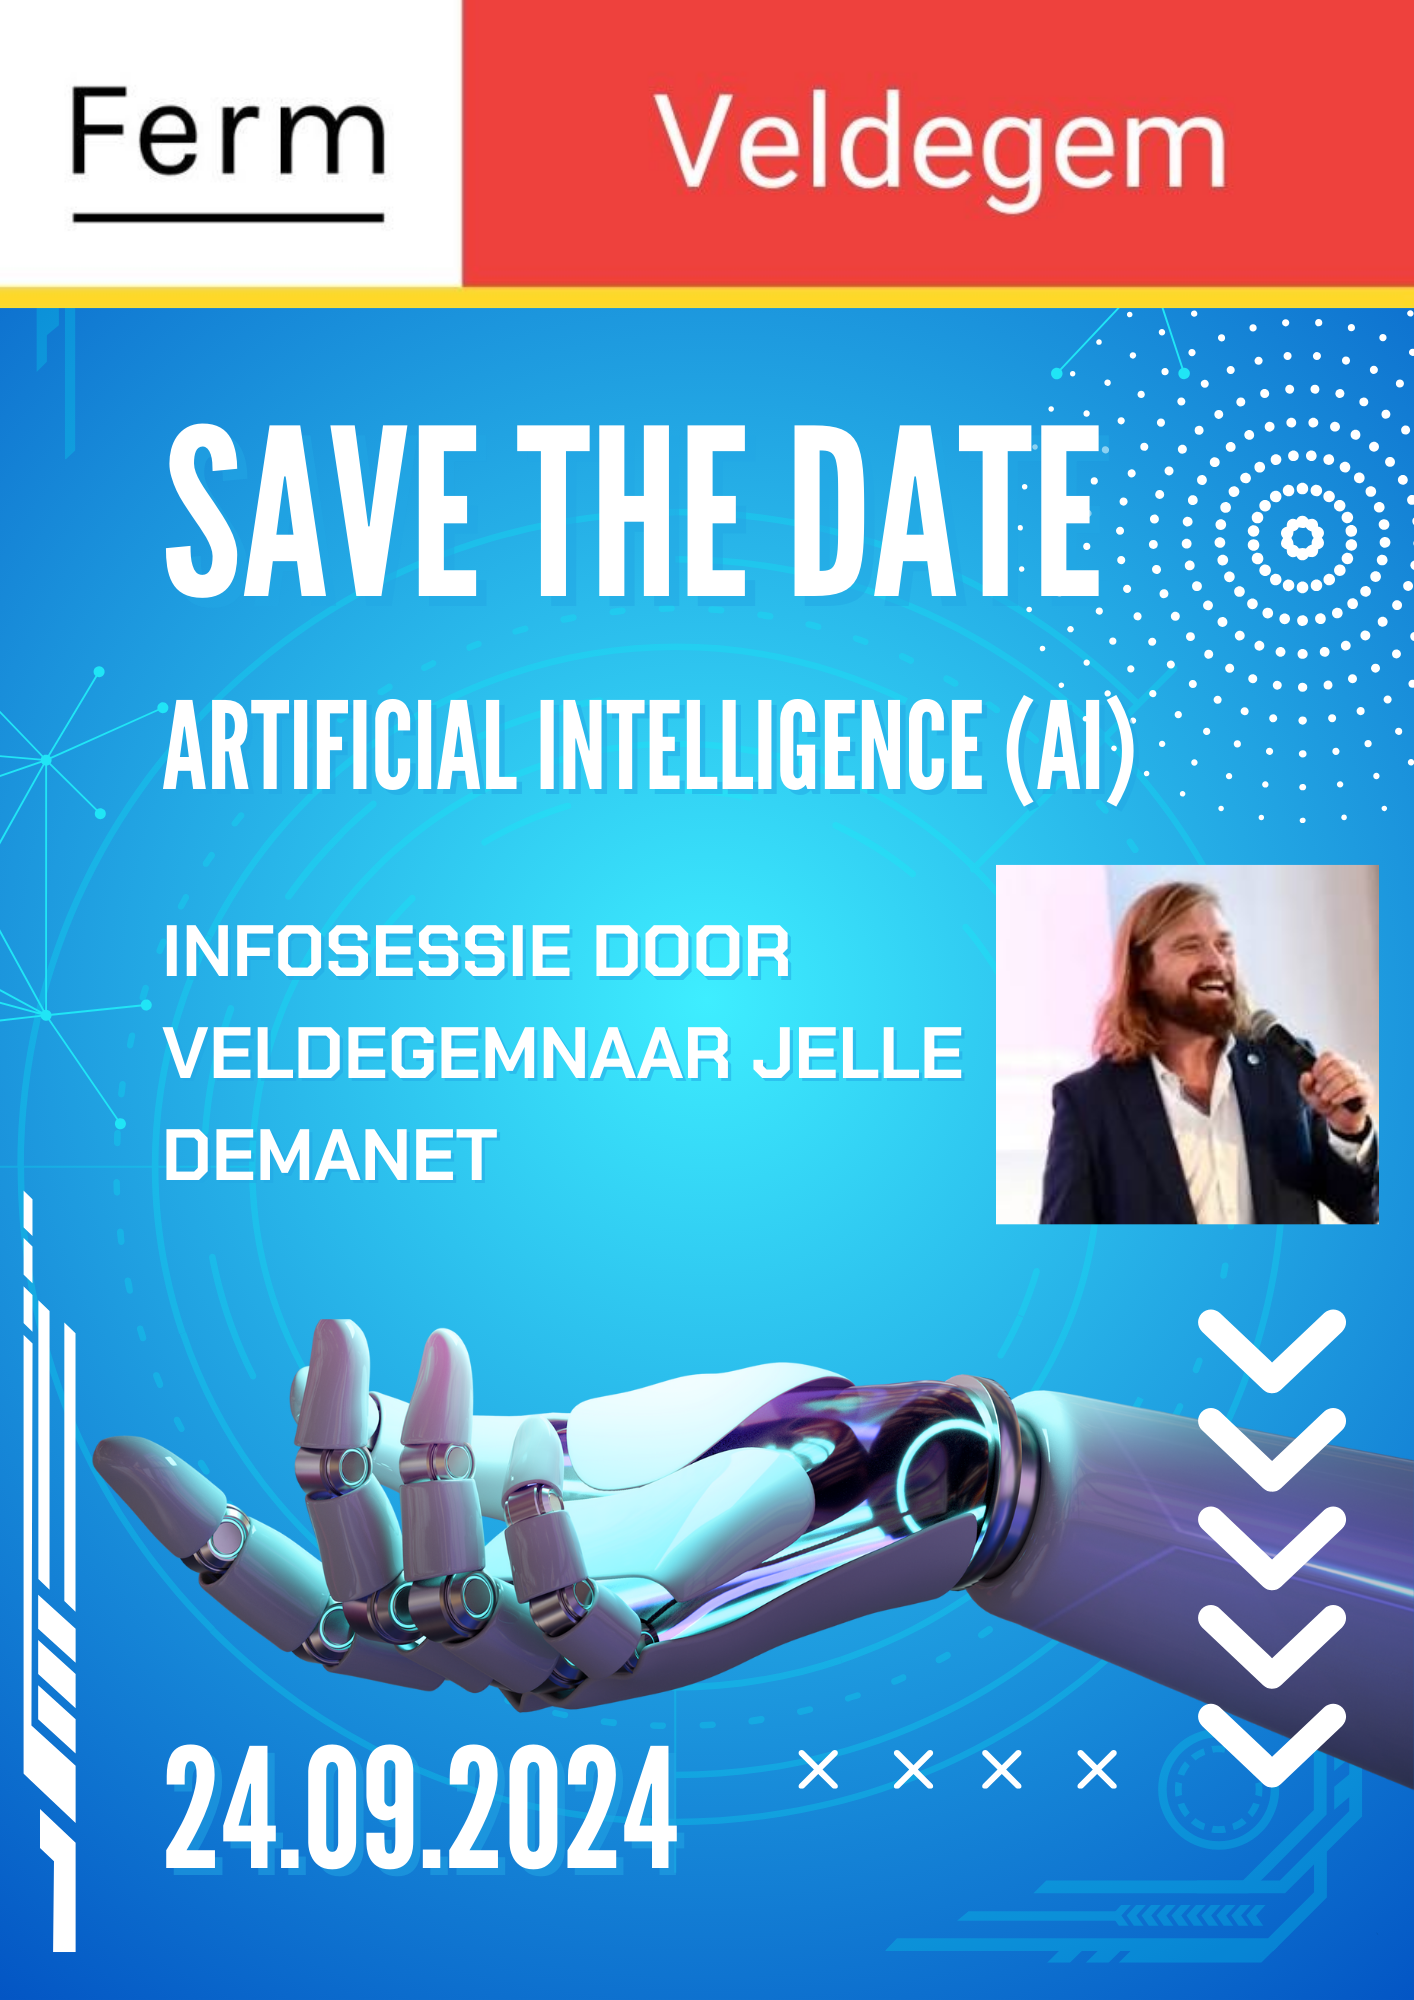 Ferm
Veldegem
SAVE THE DATE
ARTIFICIAL INTELLIGENCE (AI)
INFOSESSIE DOOR
VELDEGEMNAAR JELLE
DEMANET
24.09.2024